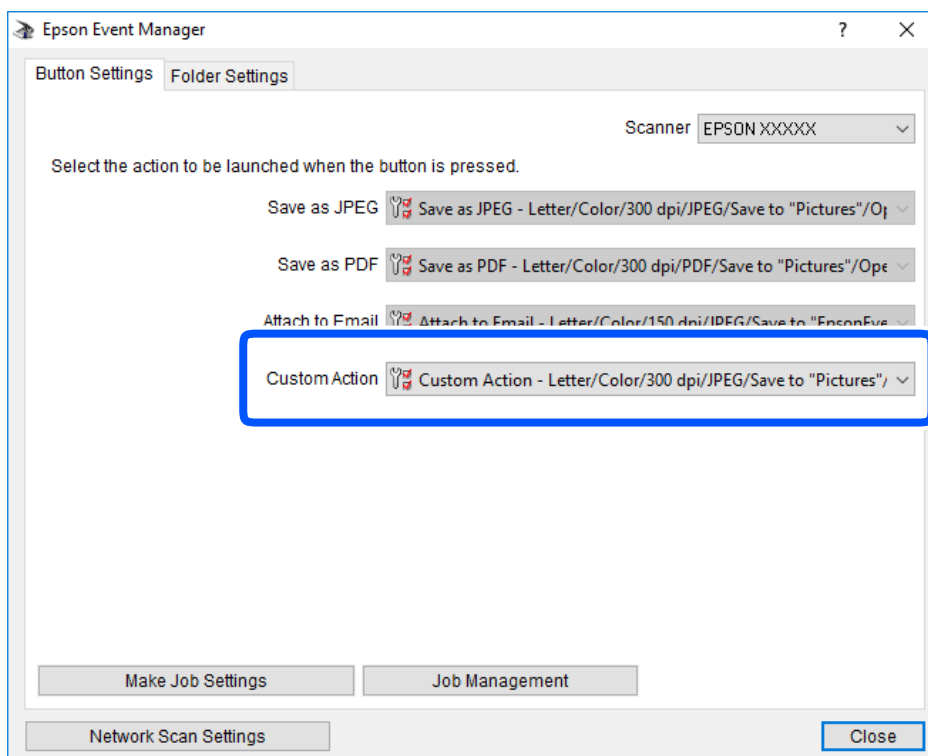 Epson Event Manager
Button Settings Folder Settings
Scanner EPSON XXXXX
Select the action to be launched when the button is pressed.
Save as JPEG Save as JPEG - Letter/Color/300 dpi/JPEG/Save to "Pictures"/Op
Save as PDF Save as PDF - Letter/Color/300 dpi/PDF/Save to "Pictures"/Ope
Attach to Email Attach to Email - Letter/Color/150 dpi/JPEG/Save to "EpsonEve
Custom Action Custom Action - Letter/Color/300 dpi/JPEG/Save to "Pictures"/
Make Job Settings Job Management
Network Scan Settings Close